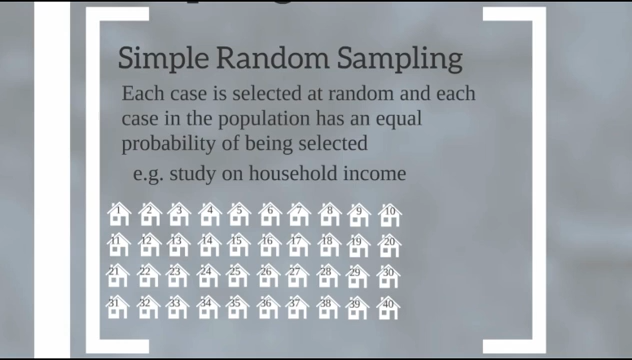 Simple Random Sampling
Each case is selected at random and each
case in the population has an equal
probability of being selected
e.g. study on household income
1 2 3 4 5 6 7 8 9 10
11 12 13 14 15 16 17 18 19 20
21 22 23 24 25 26 27 28 29 30
31 32 33 34 35 36 37 38 39 40